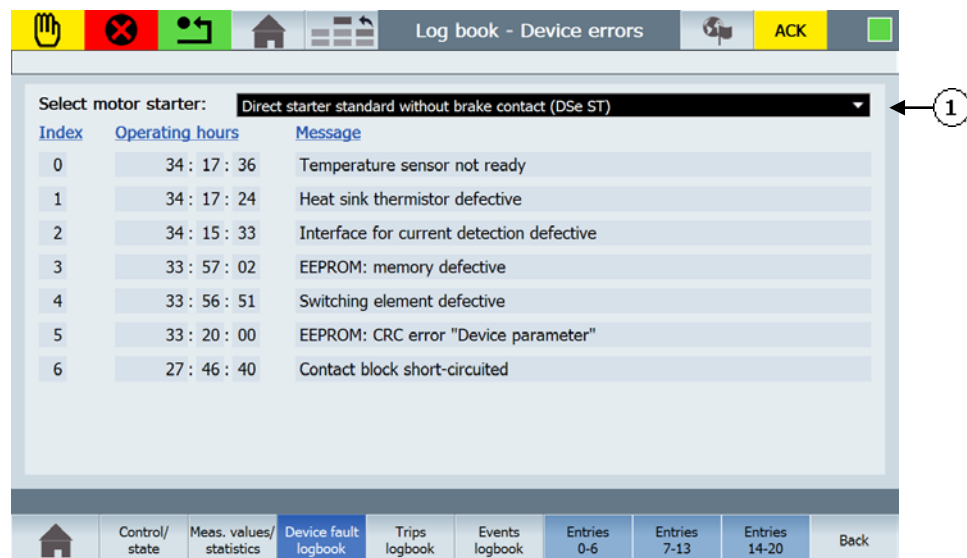 Log book - Device errors
ACK
Select motor starter: Direct starter standard without brake contact (DSe ST)
1
Index Operating hours Message
0 34 : 17 : 36 Temperature sensor not ready
1 34 : 17 : 24 Heat sink thermistor defective
2 34 : 15 : 33 Interface for current detection defective
3 33 : 57 : 02 EEPROM: memory defective
4 33 : 56 : 51 Switching element defective
5 33 : 20 : 00 EEPROM: CRC error "Device parameter"
6 27 : 46 : 40 Contact block short-circuited
Control/
state
Meas. values/
statistics
Device fault
logbook
Trips
logbook
Events
logbook
Entries
0-6
Entries
7-13
Entries
14-20
Back